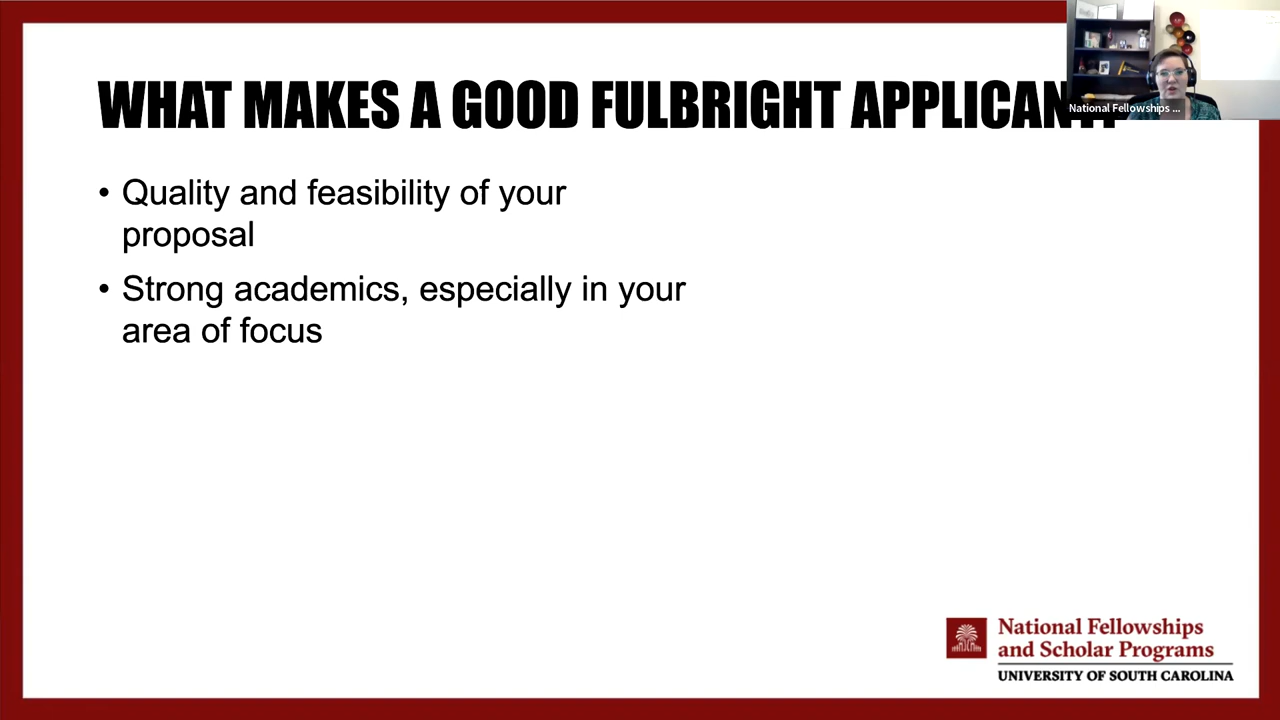 WHAT MAKES A GOOD FULBRIGHT APPLICANT?
National Fellowships ...
• Quality and feasibility of your
proposal
• Strong academics, especially in your
area of focus
National Fellowships
and Scholar Programs
UNIVERSITY OF SOUTH CAROLINA